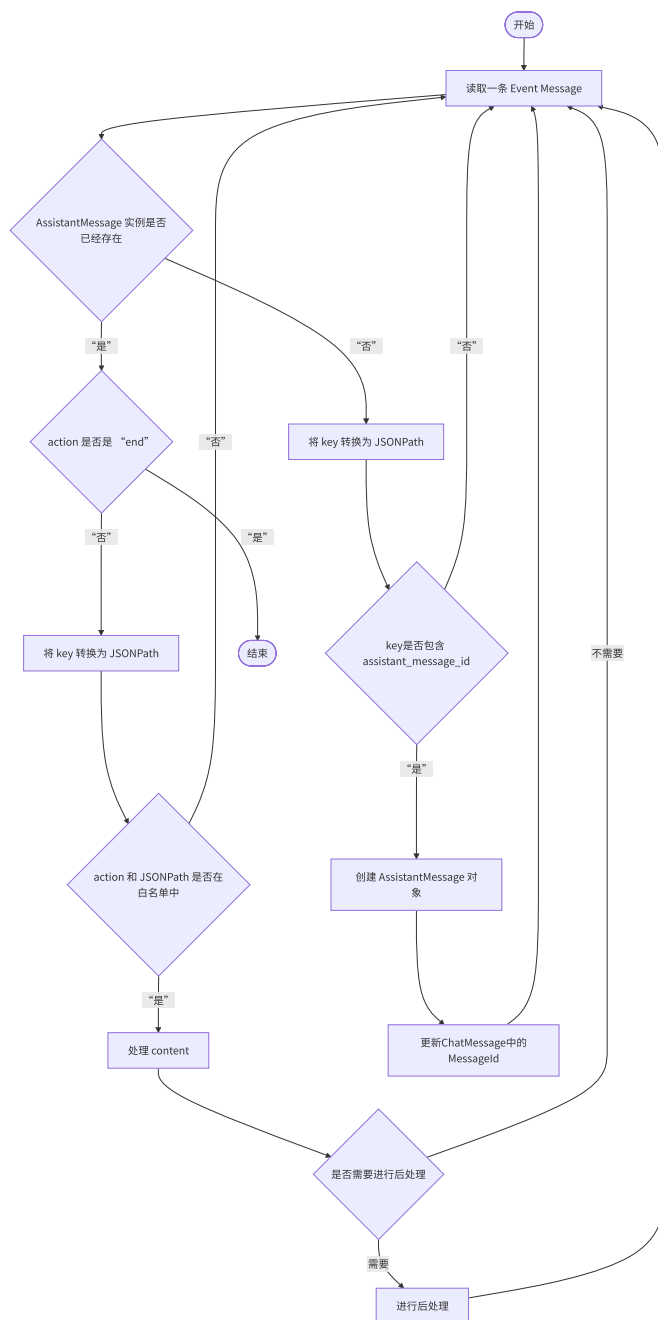 开始
读取一条 Event Message
AssistantMessage 实例是否
已经存在
“是”
“否”
“否”
action 是否是 “end”
“否”
将 key 转换为 JSONPath
“否”
“是”
将 key 转换为 JSONPath
结束
key是否包含
assistant_message_id
不需要
“是”
action 和 JSONPath 是否在
白名单中
创建 AssistantMessage 对
象
“是”
处理 content
更新ChatMessage中的
MessageId
是否需要进行后处理
需要
进行后处理